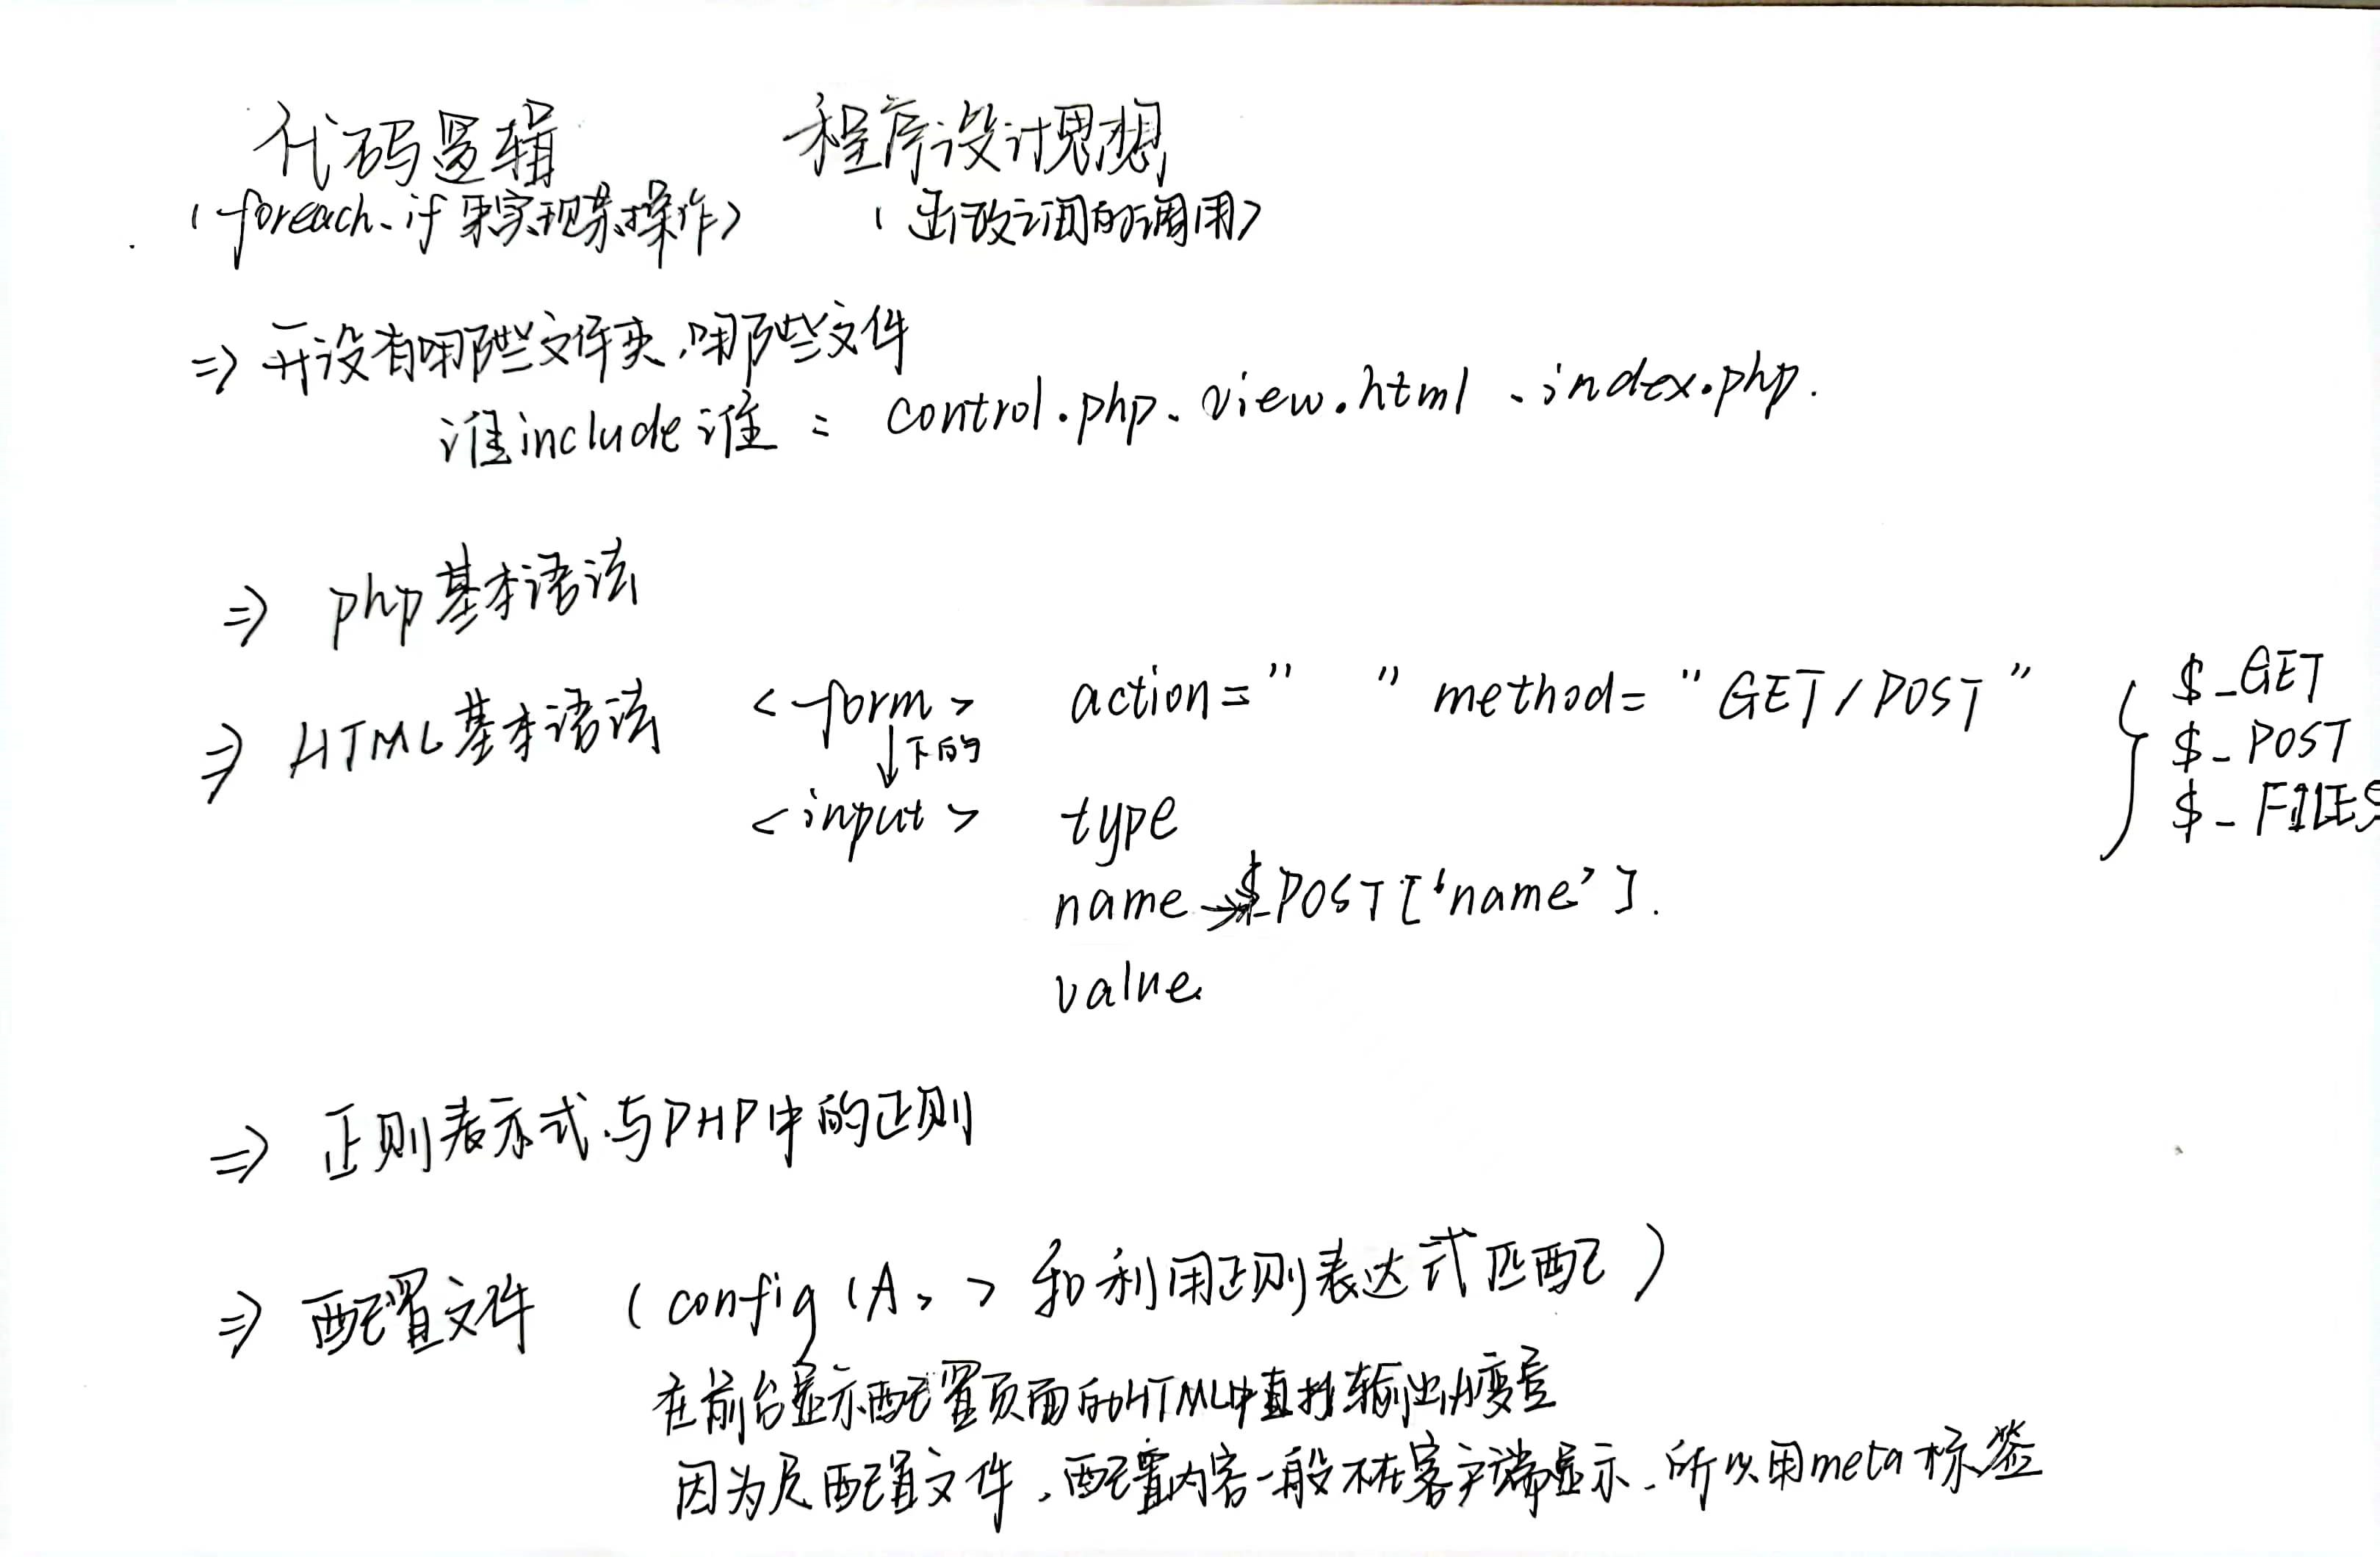 代码逻辑 程序设计思想
(foreach、if 来实现某操作) (函数之间的调用)
⇒ 开设有哪些文件夹，哪些文件
谁include谁： control.php、view.html、index.php.
⇒ php基本语法
⇒ HTML基本语法 <form> action=" " method= "GET/POST" { $_GET
↓下的 $_POST
<input> type $_FILES
name→$_POST['name'].
value
⇒ 正则表示式与PHP中的正则
⇒ 配置文件 (config(A,) 和利用正则表达式匹配)
在前台显示配置页面的HTML中直接输出变量
因为是配置文件，配置内容一般不在客户端显示、所以用meta标签